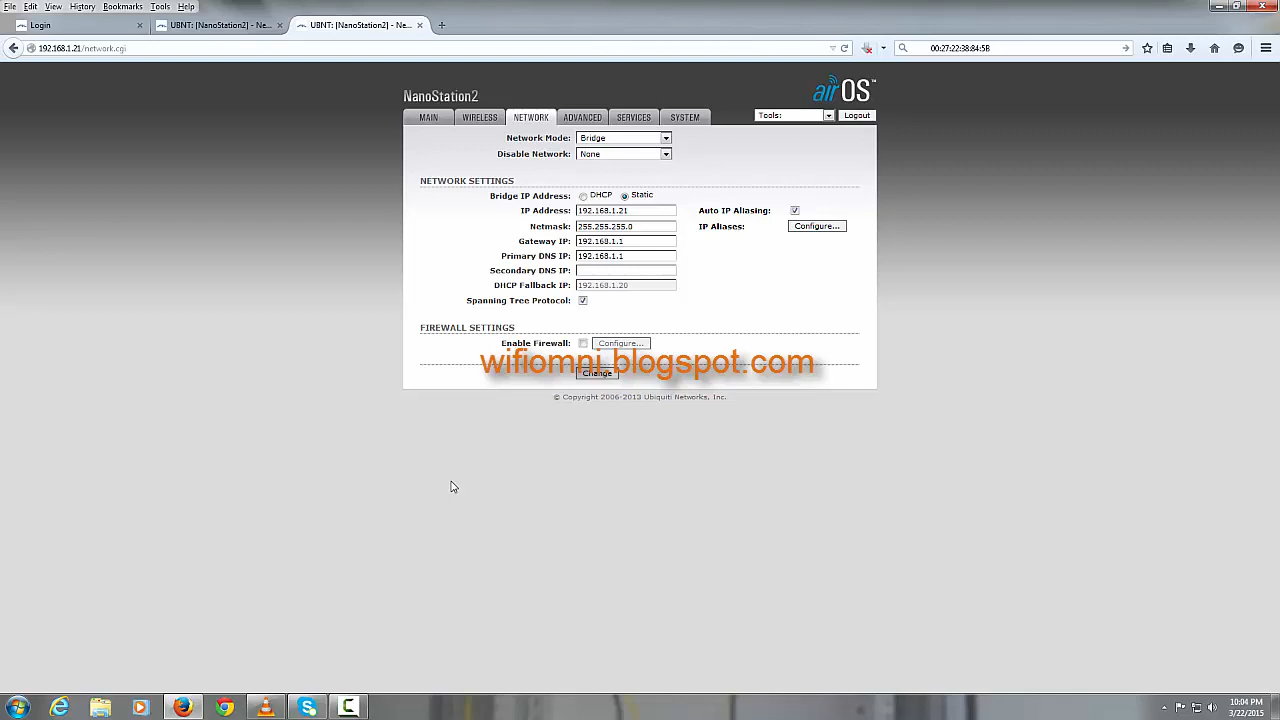 File Edit View History Bookmarks Tools Help
Login × UBNT: [NanoStation2] - Ne... × UBNT: [NanoStation2] - Ne... × +
192.168.1.21/network.cgi 00:27:22:38:84:5B
NanoStation2 airOS™
MAIN WIRELESS NETWORK ADVANCED SERVICES SYSTEM Tools: Logout
Network Mode: Bridge
Disable Network: None
NETWORK SETTINGS
Bridge IP Address: DHCP Static
IP Address: 192.168.1.21 Auto IP Aliasing:
Netmask: 255.255.255.0 IP Aliases: Configure...
Gateway IP: 192.168.1.1
Primary DNS IP: 192.168.1.1
Secondary DNS IP:
DHCP Fallback IP: 192.168.1.20
Spanning Tree Protocol:
FIREWALL SETTINGS
Enable Firewall: Configure...
wifiomni.blogspot.com
Change
© Copyright 2006-2013 Ubiquiti Networks, Inc.
10:04 PM
3/22/2015